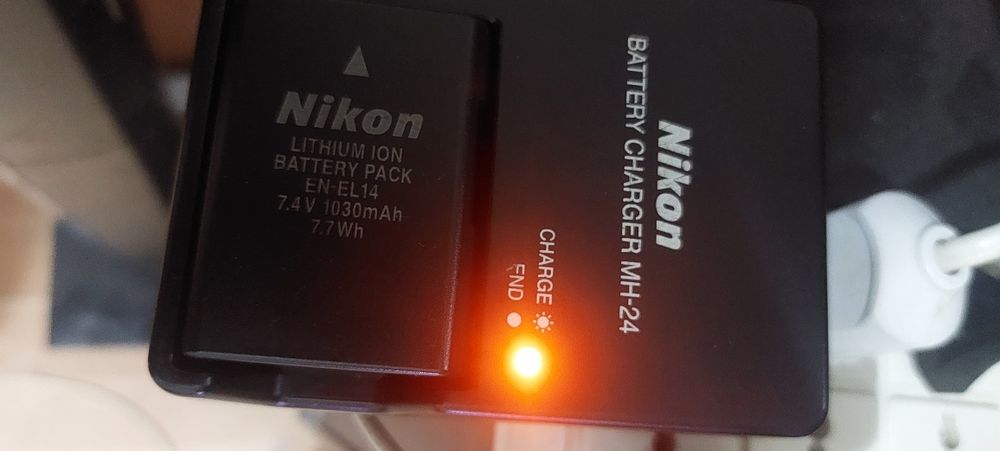 Nikon
LITHIUM ION
BATTERY PACK
EN-EL14
7.4V 1030mAh
7.7Wh
Nikon
BATTERY CHARGER MH-24
CHARGE
END